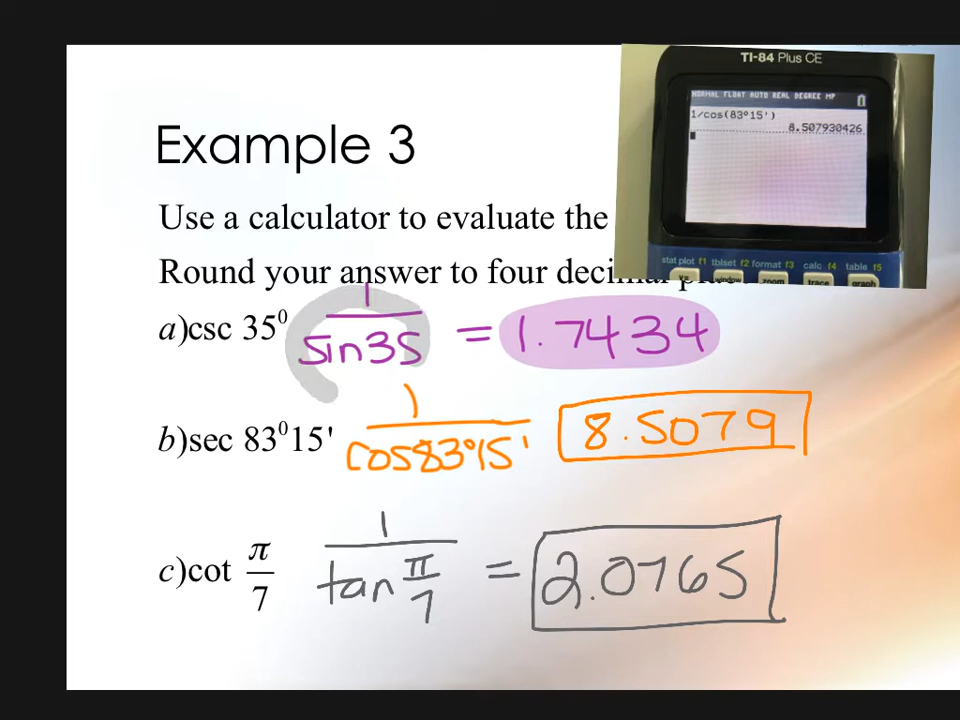 TI-84 Plus CE
NORMAL FLOAT AUTO REAL DEGREE MP
1/cos(83°15')
8.507930426
stat plot f1 tblset f2 format f3 calc f4 table f5
y= window zoom trace graph
Example 3
Use a calculator to evaluate the
Round your answer to four decimal
a)csc 35⁰ 1/sin35 = 1.7434
b)sec 83⁰15' 1/cos83°15' 8.5079
c)cot π/7 1/tan π/7 = 2.0765